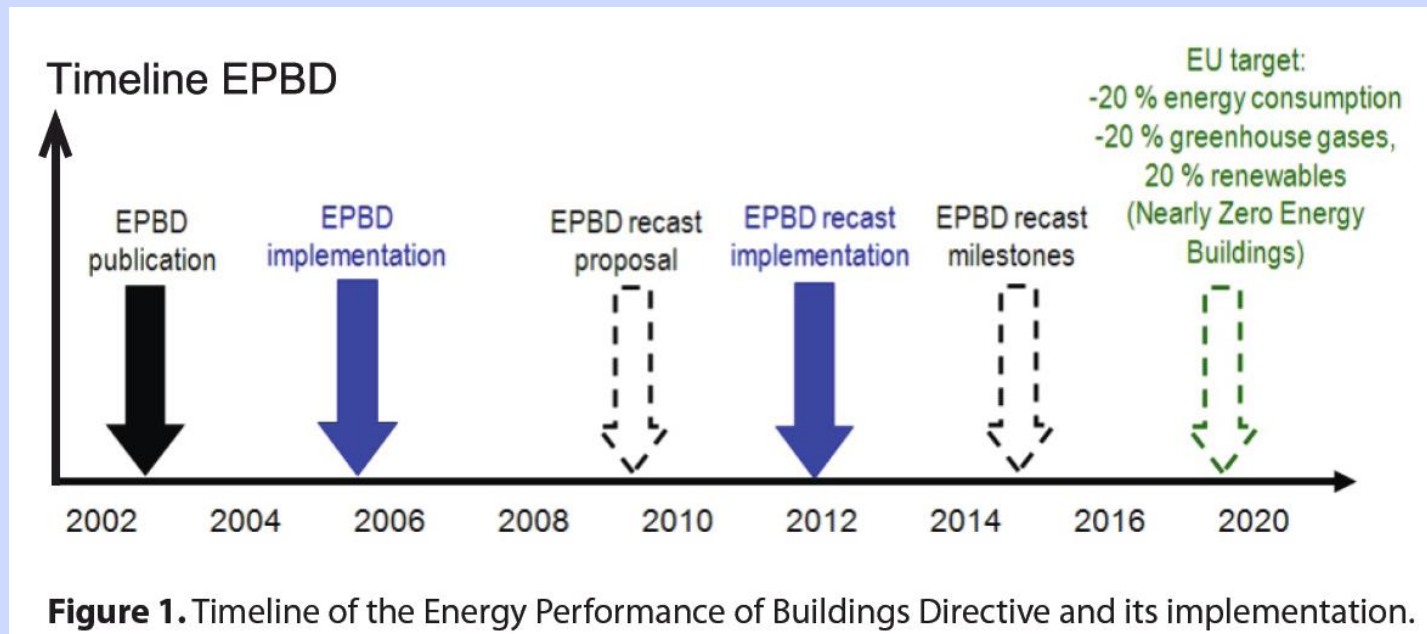 Timeline EPBD
EPBD
publication
EPBD
implementation
EPBD recast
proposal
EPBD recast
implementation
EPBD recast
milestones
EU target:
-20 % energy consumption
-20 % greenhouse gases,
20 % renewables
(Nearly Zero Energy
Buildings)
2002 2004 2006 2008 2010 2012 2014 2016 2020
Figure 1. Timeline of the Energy Performance of Buildings Directive and its implementation.